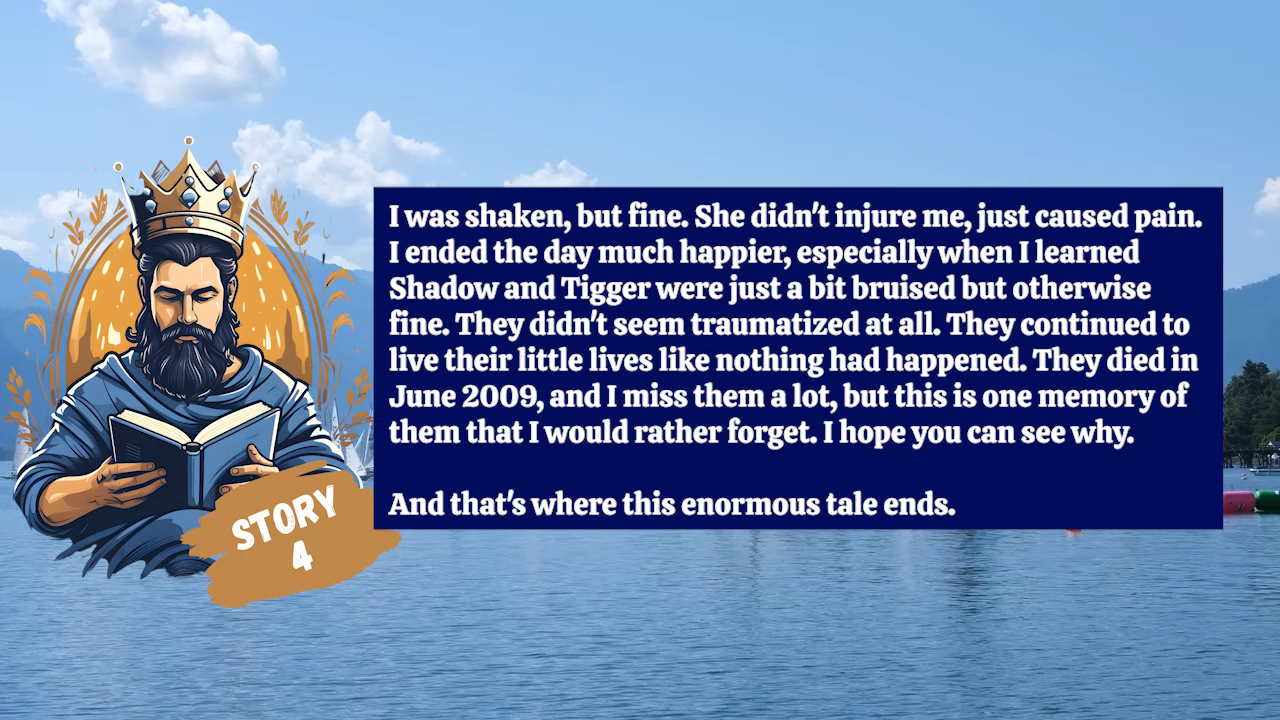 I was shaken, but fine. She didn't injure me, just caused pain.
I ended the day much happier, especially when I learned
Shadow and Tigger were just a bit bruised but otherwise
fine. They didn't seem traumatized at all. They continued to
live their little lives like nothing had happened. They died in
June 2009, and I miss them a lot, but this is one memory of
them that I would rather forget. I hope you can see why.
And that's where this enormous tale ends.
STORY
4